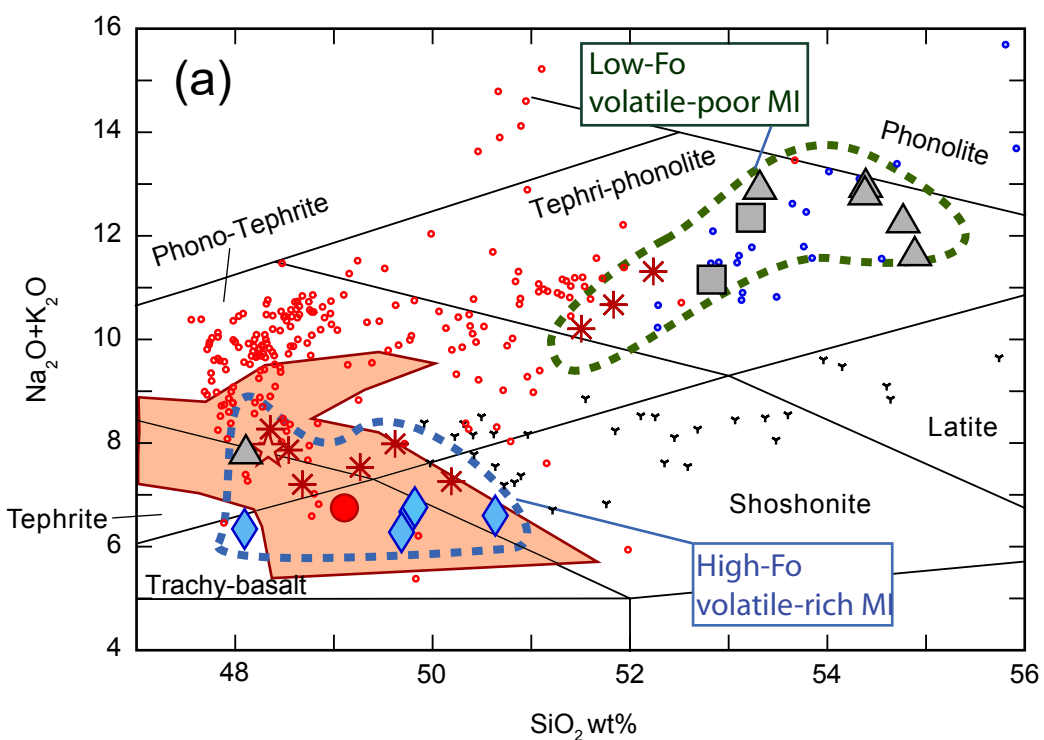 16
14
12
10
8
6
4
Na2O+K2O
(a)
Low-Fo
volatile-poor MI
Phonolite
Tephri-phonolite
Phono-Tephrite
Latite
Shoshonite
Tephrite
Trachy-basalt
High-Fo
volatile-rich MI
48
50
52
54
56
SiO2 wt%